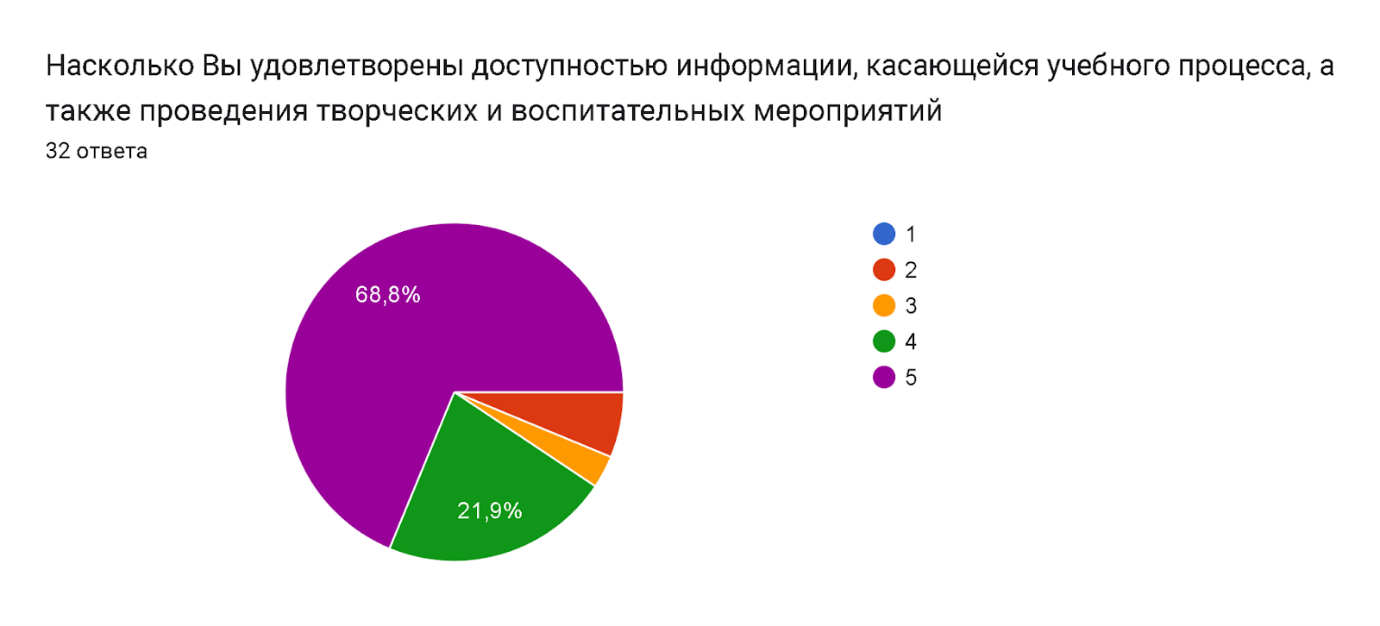 Насколько Вы удовлетворены доступностью информации, касающейся учебного процесса, а
также проведения творческих и воспитательных мероприятий
32 ответа
68,8%
21,9%
1
2
3
4
5